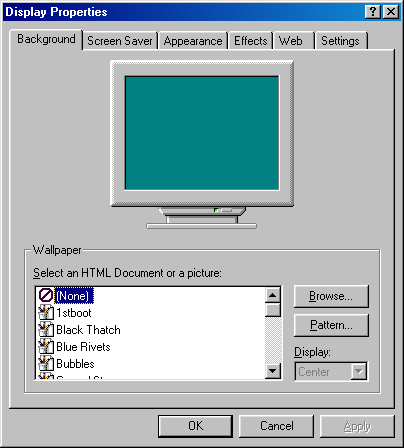 Display Properties
Background Screen Saver Appearance Effects Web Settings
Wallpaper
Select an HTML Document or a picture:
(None)
1stboot
Black Thatch
Blue Rivets
Bubbles
Browse...
Pattern...
Display:
Center
OK Cancel Apply